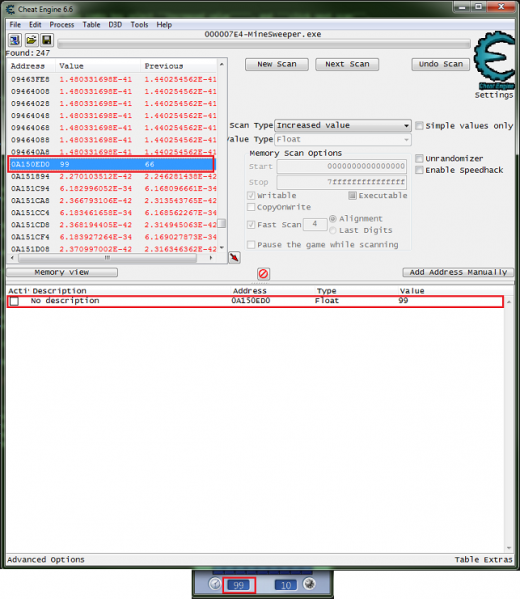 Cheat Engine 6.6
File Edit Process Table D3D Tools Help
000007E4-MineSweeper.exe
Found:247
Address Value Previous
09463FE8 1.480331698E-41 1.440254562E-41
09464008 1.480331698E-41 1.440254562E-41
09464028 1.480331698E-41 1.440254562E-41
09464048 1.480331698E-41 1.440254562E-41
09464068 1.480331698E-41 1.440254562E-41
09464088 1.480331698E-41 1.440254562E-41
094640A8 1.480331698E-41 1.440254562E-41
0A150ED0 99 66
0A151894 2.270103512E-42 2.246281438E-42
0A151C94 6.182996052E-34 6.168096661E-34
0A151CA8 2.366793106E-42 2.313543765E-42
0A151CC4 6.183461658E-34 6.168562267E-34
0A151CD8 2.368194405E-42 2.314945063E-42
0A151CF4 6.183927264E-34 6.169027873E-34
0A151D08 2.370997002E-42 2.316346362E-42
New Scan Next Scan Undo Scan
Cheat Engine
Settings
Scan Type Increased value
Simple values only
Value Type Float
Memory Scan Options
Start 0000000000000000
Stop 7fffffffffffffff
Writable Executable
CopyOnWrite
Fast Scan 4 Alignment
Last Digits
Pause the game while scanning
Unrandomizer
Enable Speedhack
Memory view
Add Address Manually
Acti Description Address Type Value
No description 0A150ED0 Float 99
Advanced Options
Table Extras
99 10